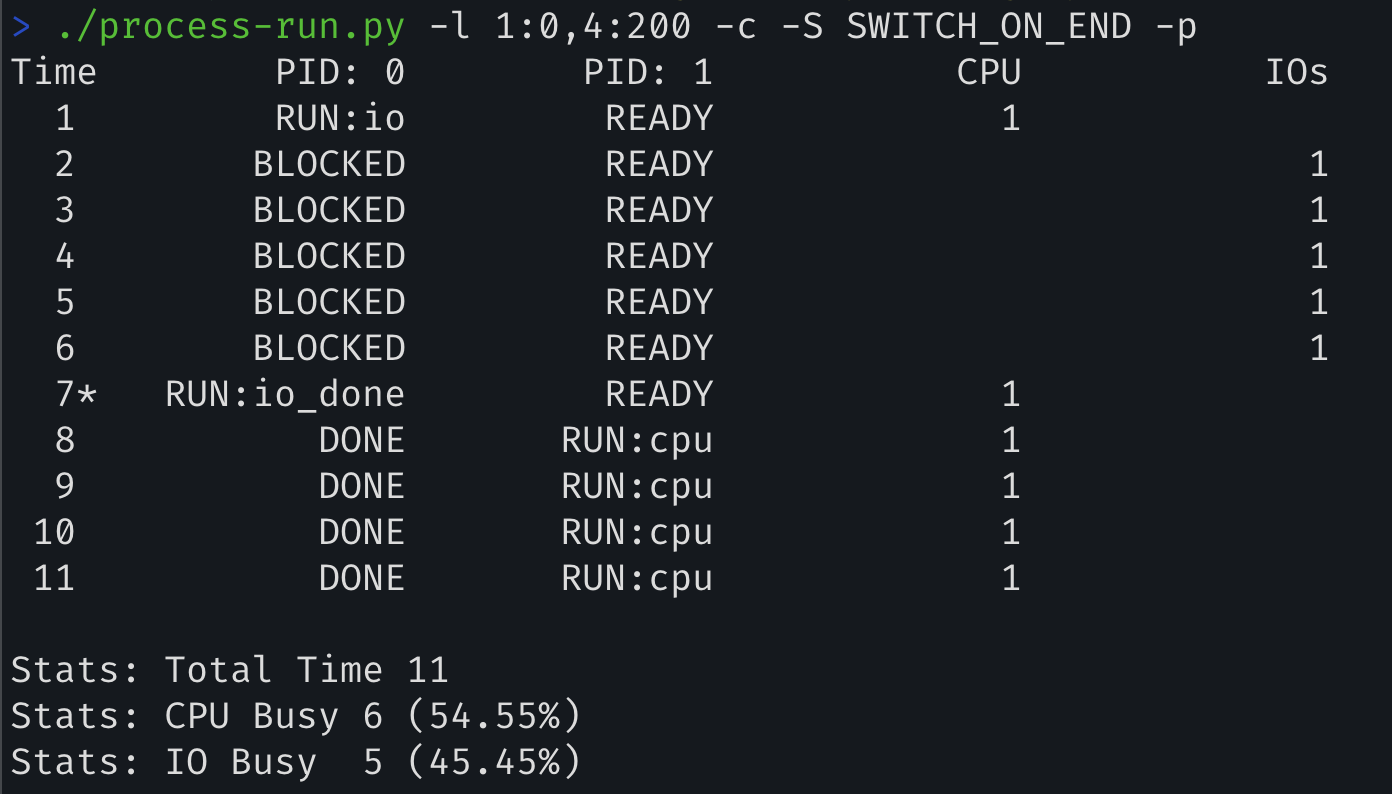 > ./process-run.py -l 1:0,4:200 -c -S SWITCH_ON_END -p
Time PID: 0 PID: 1 CPU IOs
1 RUN:io READY 1
2 BLOCKED READY 1
3 BLOCKED READY 1
4 BLOCKED READY 1
5 BLOCKED READY 1
6 BLOCKED READY 1
7* RUN:io_done READY 1
8 DONE RUN:cpu 1
9 DONE RUN:cpu 1
10 DONE RUN:cpu 1
11 DONE RUN:cpu 1
Stats: Total Time 11
Stats: CPU Busy 6 (54.55%)
Stats: IO Busy  5 (45.45%)